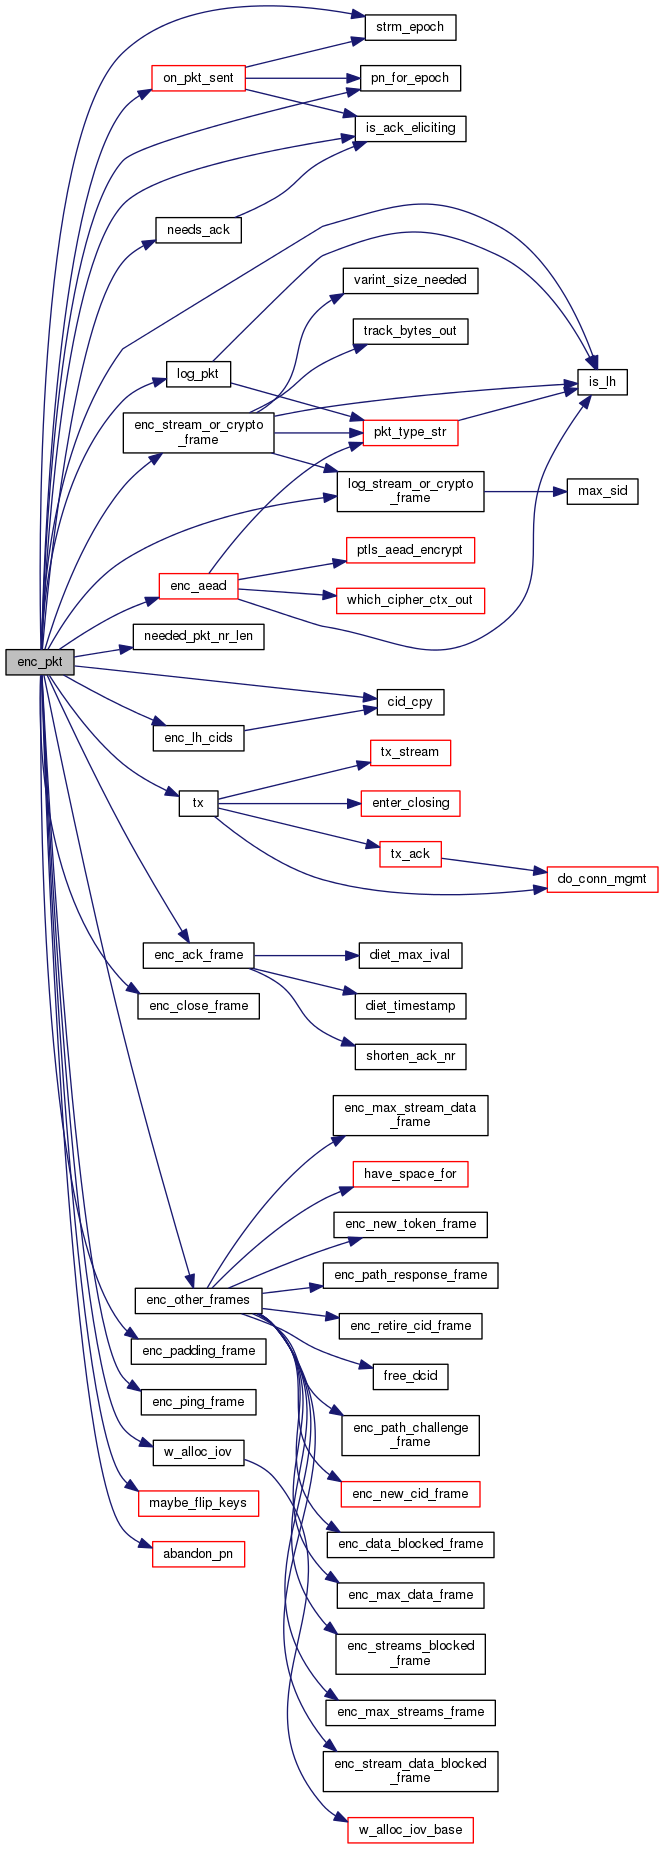 strm_epoch
on_pkt_sent
pn_for_epoch
is_ack_eliciting
needs_ack
varint_size_needed
track_bytes_out
log_pkt
is_lh
enc_stream_or_crypto
_frame
pkt_type_str
log_stream_or_crypto
_frame
max_sid
ptls_aead_encrypt
enc_aead
which_cipher_ctx_out
needed_pkt_nr_len
enc_pkt
cid_cpy
enc_lh_cids
tx_stream
tx
enter_closing
tx_ack
do_conn_mgmt
enc_ack_frame
diet_max_ival
enc_close_frame
diet_timestamp
shorten_ack_nr
enc_max_stream_data
_frame
have_space_for
enc_new_token_frame
enc_path_response_frame
enc_other_frames
enc_retire_cid_frame
enc_padding_frame
free_dcid
enc_ping_frame
enc_path_challenge
_frame
w_alloc_iov
maybe_flip_keys
enc_new_cid_frame
abandon_pn
enc_data_blocked_frame
enc_max_data_frame
enc_streams_blocked
_frame
enc_max_streams_frame
enc_stream_data_blocked
_frame
w_alloc_iov_base